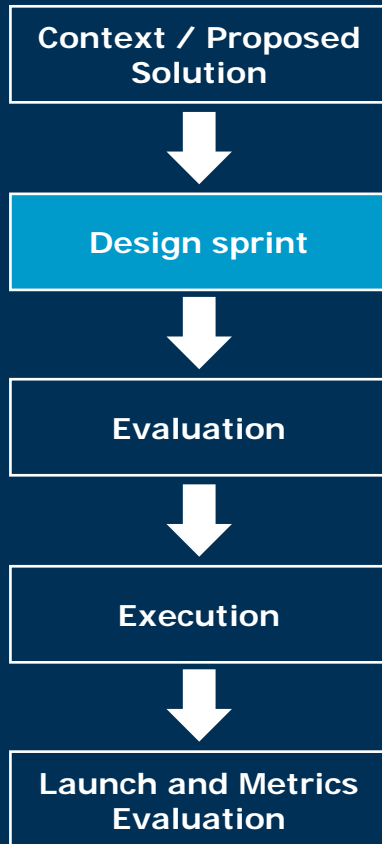 Context / Proposed
Solution
Design sprint
Evaluation
Execution
Launch and Metrics
Evaluation